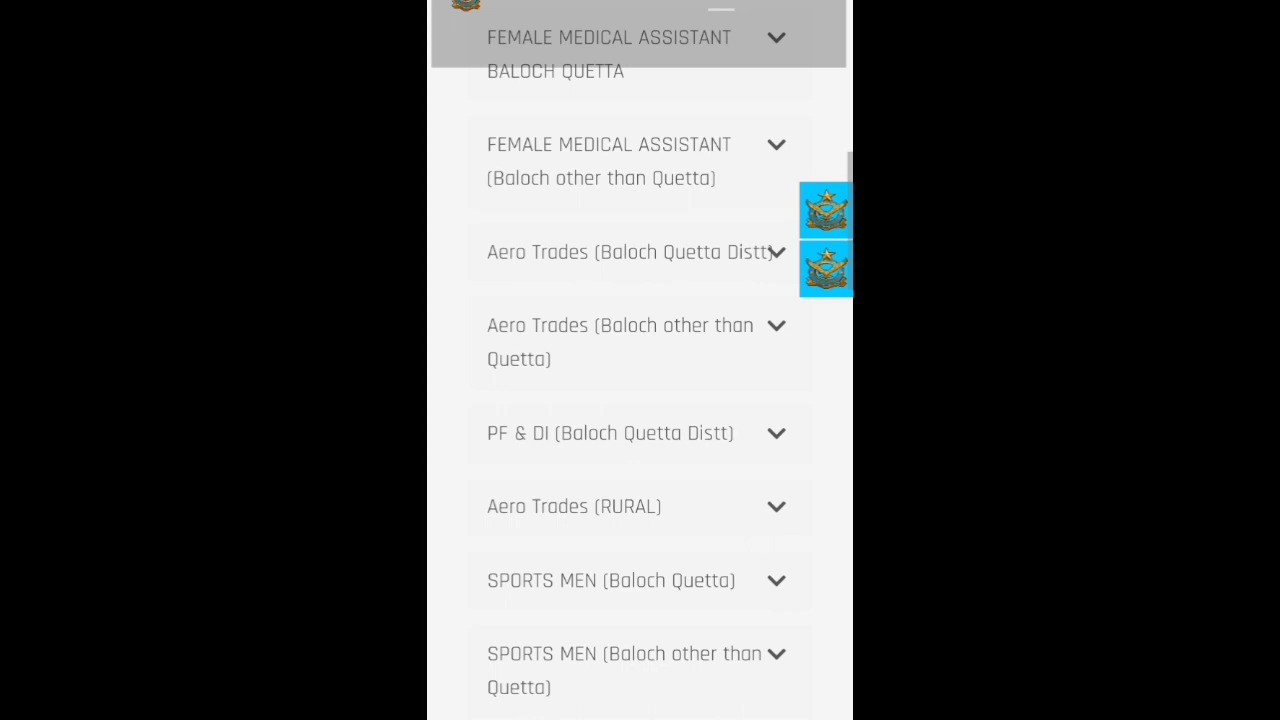 FEMALE MEDICAL ASSISTANT
BALOCH QUETTA
FEMALE MEDICAL ASSISTANT
(Baloch other than Quetta)
Aero Trades (Baloch Quetta Distt)
Aero Trades (Baloch other than
Quetta)
PF & DI (Baloch Quetta Distt)
Aero Trades (RURAL)
SPORTS MEN (Baloch Quetta)
SPORTS MEN (Baloch other than
Quetta)